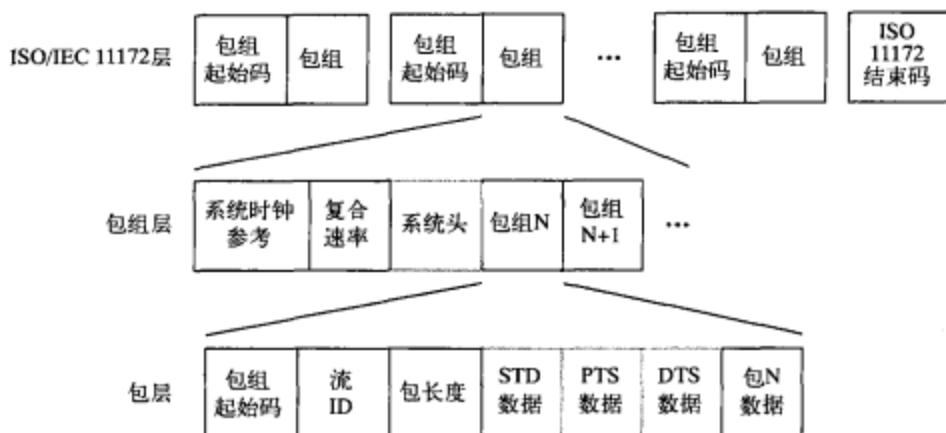 ISO/IEC 11172层
包组
起始码
包组
包组
起始码
包组
...
包组
起始码
包组
ISO
11172
结束码
包组层
系统时钟
参考
复合
速率
系统头
包组N
包组
N+1
...
包层
包组
起始码
流
ID
包长度
STD
数据
PTS
数据
DTS
数据
包N
数据